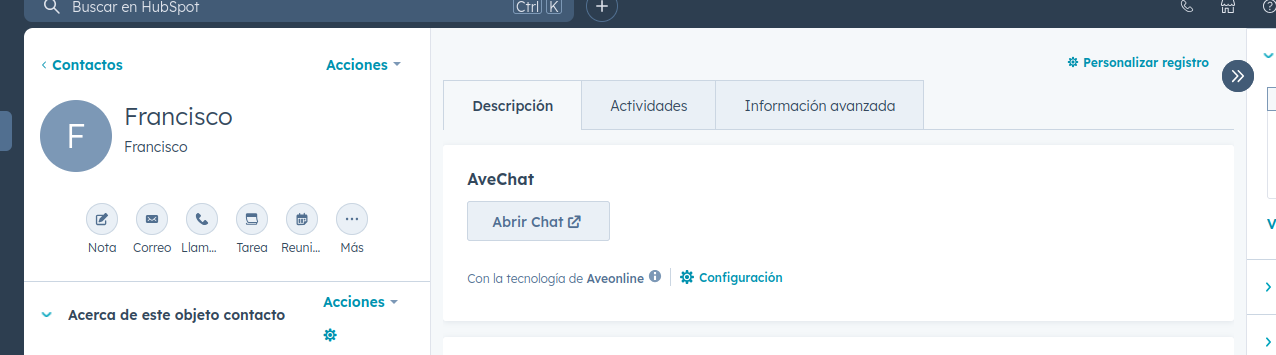 Buscar en HubSpot Ctrl K
Contactos
Acciones
F
Francisco
Francisco
Nota Correo Llam... Tarea Reuni... Más
Acerca de este objeto contacto
Acciones
Personalizar registro
Descripción Actividades Información avanzada
AveChat
Abrir Chat
Con la tecnología de Aveonline
Configuración
V